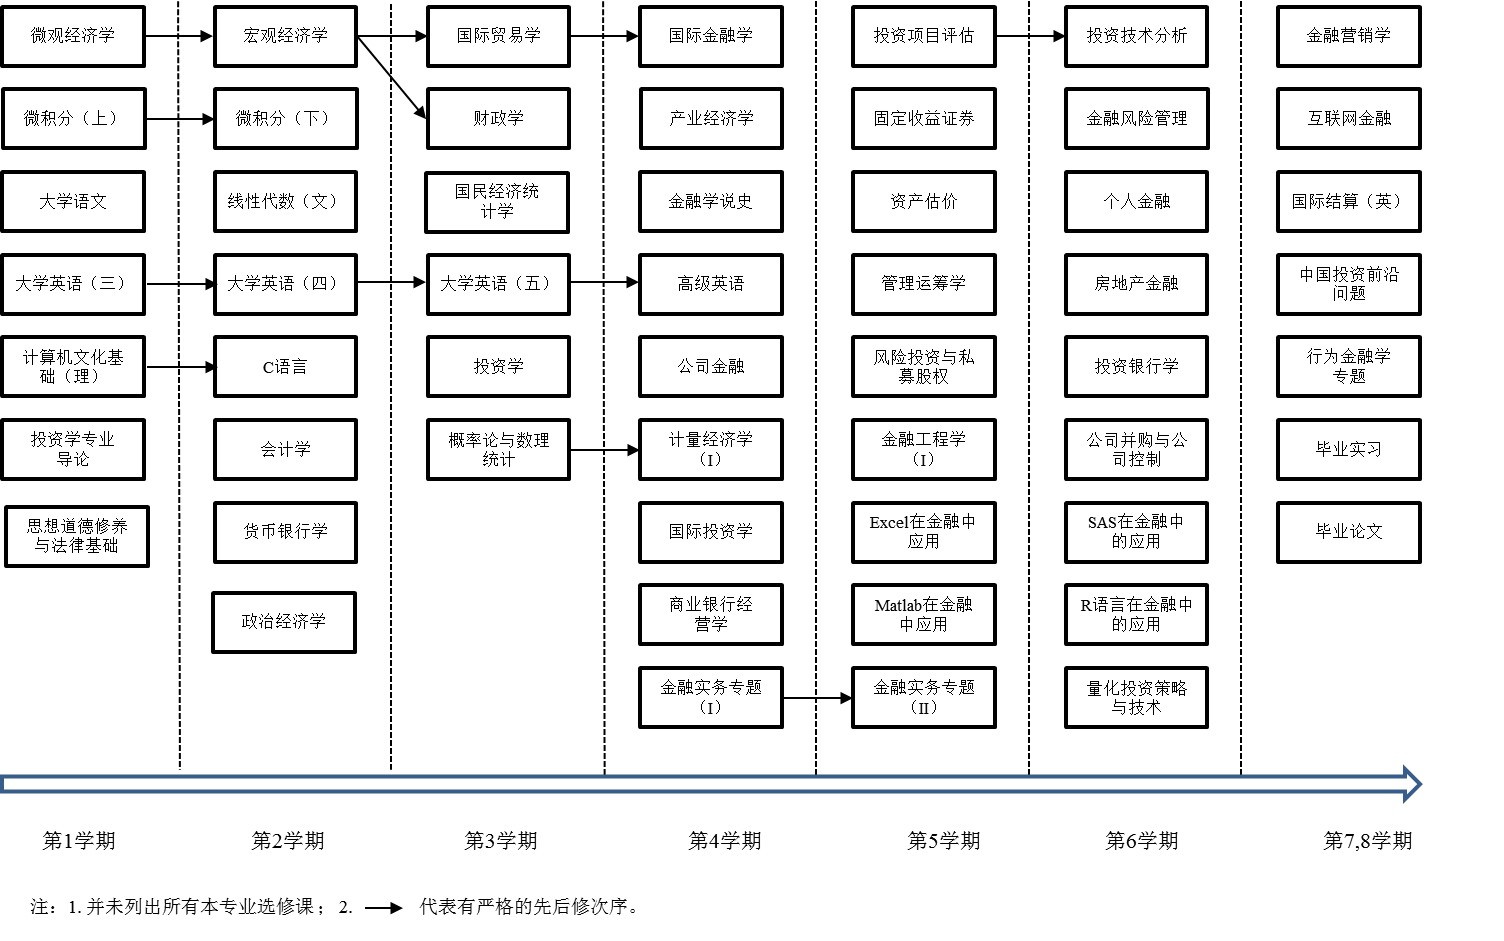 微观经济学
宏观经济学
国际贸易学
国际金融学
投资项目评估
投资技术分析
金融营销学
微积分（上）
微积分（下）
财政学
产业经济学
固定收益证券
金融风险管理
互联网金融
大学语文
线性代数（文）
国民经济统
计学
金融学说史
资产估价
个人金融
国际结算（英）
大学英语（三）
大学英语（四）
大学英语（五）
高级英语
管理运筹学
房地产金融
中国投资前沿
问题
计算机文化基
础（理）
C语言
投资学
公司金融
风险投资与私
募股权
投资银行学
行为金融学
专题
投资学专业
导论
会计学
概率论与数理
统计
计量经济学
（I）
金融工程学
（I）
公司并购与公
司控制
毕业实习
思想道德修养
与法律基础
货币银行学
国际投资学
Excel在金融中
应用
SAS在金融中
的应用
毕业论文
政治经济学
商业银行经
营学
Matlab在金融
中应用
R语言在金融中
的应用
金融实务专题
（I）
金融实务专题
（II）
量化投资策略
与技术
第1学期
第2学期
第3学期
第4学期
第5学期
第6学期
第7,8学期
注：1. 并未列出所有本专业选修课；2. 代表有严格的先后修次序。